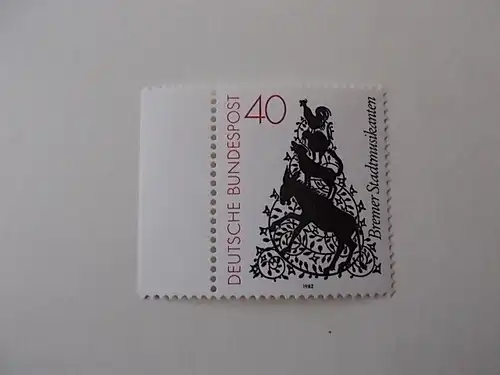 DEUTSCHE BUNDESPOST
40
Bremer Stadtmusikanten
1982